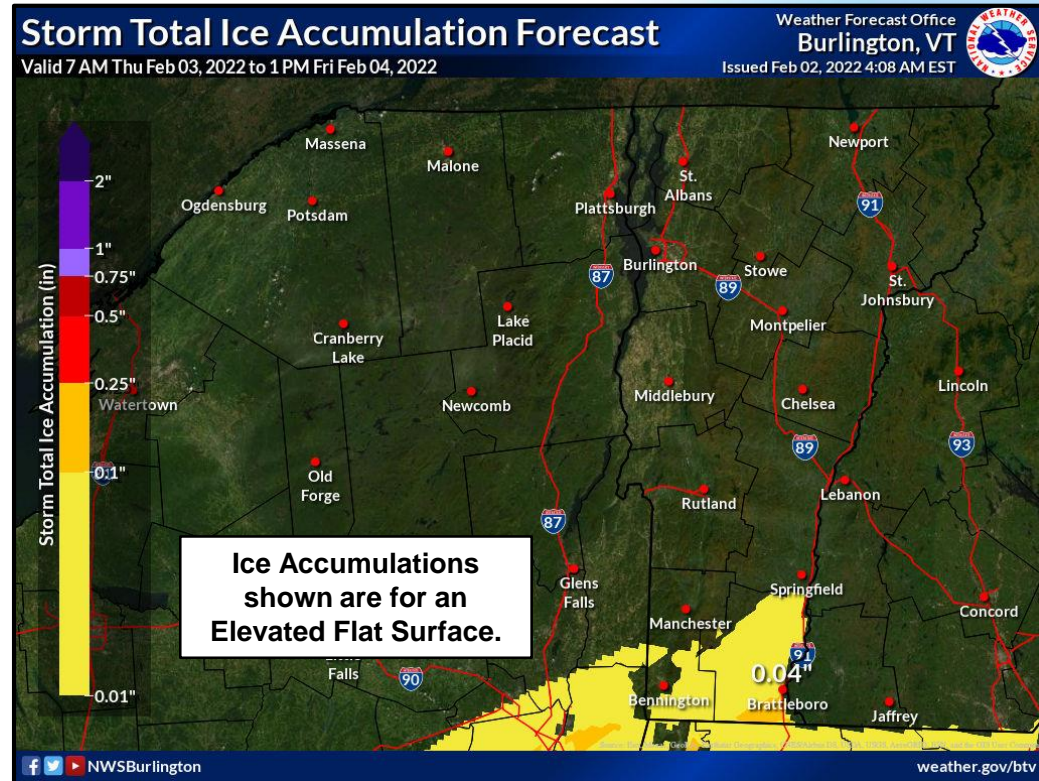 Storm Total Ice Accumulation Forecast
Valid 7 AM Thu Feb 03, 2022 to 1 PM Fri Feb 04, 2022
Weather Forecast Office
Burlington, VT
Issued Feb 02, 2022 4:08 AM EST
NATIONAL WEATHER SERVICE
Storm Total Ice Accumulation (in)
2"
1"
0.75"
0.5"
0.25"
0.1"
0.01"
Massena
Malone
Newport
Ogdensburg
Potsdam
Plattsburgh
St.
Albans
91
Burlington
Stowe
87
89
St.
Johnsbury
Cranberry
Lake
Lake
Placid
Montpelier
Watertown
Newcomb
Middlebury
Chelsea
Lincoln
89
93
Old
Forge
Rutland
Lebanon
87
Ice Accumulations
shown are for an
Elevated Flat Surface.
Glens
Falls
Springfield
Concord
Manchester
Falls
90
91
0.04"
Bennington
Brattleboro
Jaffrey
NWSBurlington
weather.gov/btv